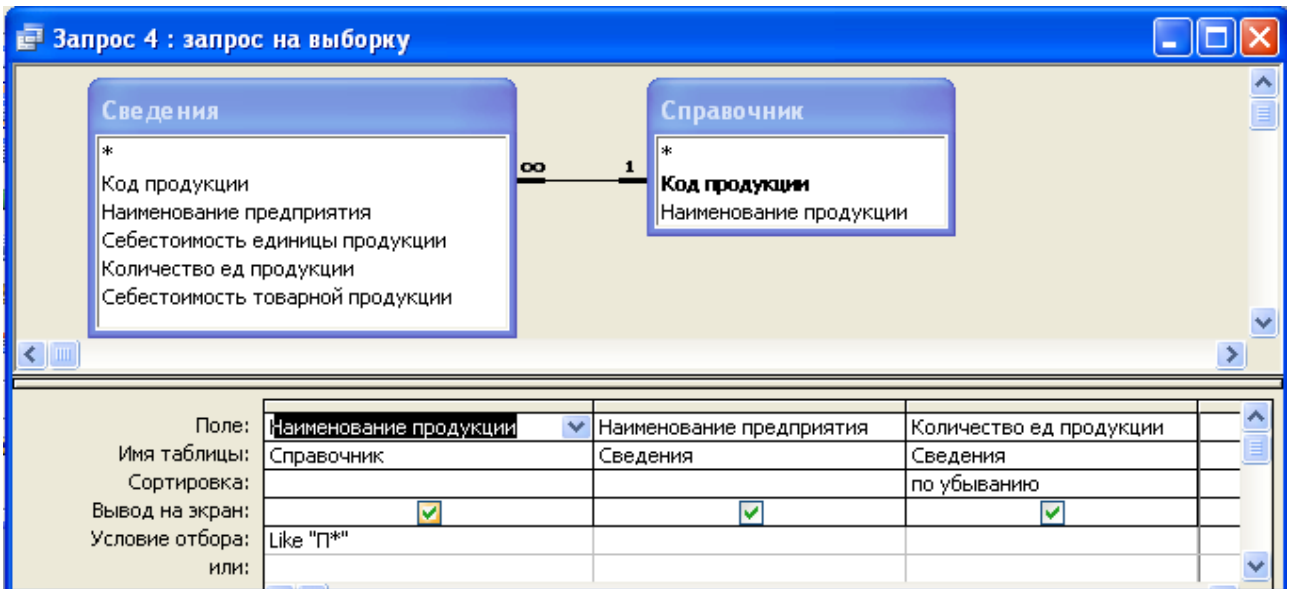 Запрос 4 : запрос на выборку
Сведения
*
Код продукции
Наименование предприятия
Себестоимость единицы продукции
Количество ед продукции
Себестоимость товарной продукции
∞ 1
Справочник
*
Код продукции
Наименование продукции
Поле: Наименование продукции Наименование предприятия Количество ед продукции
Имя таблицы: Справочник Сведения Сведения
Сортировка: по убыванию
Вывод на экран:
Условие отбора: Like "П*"
или: